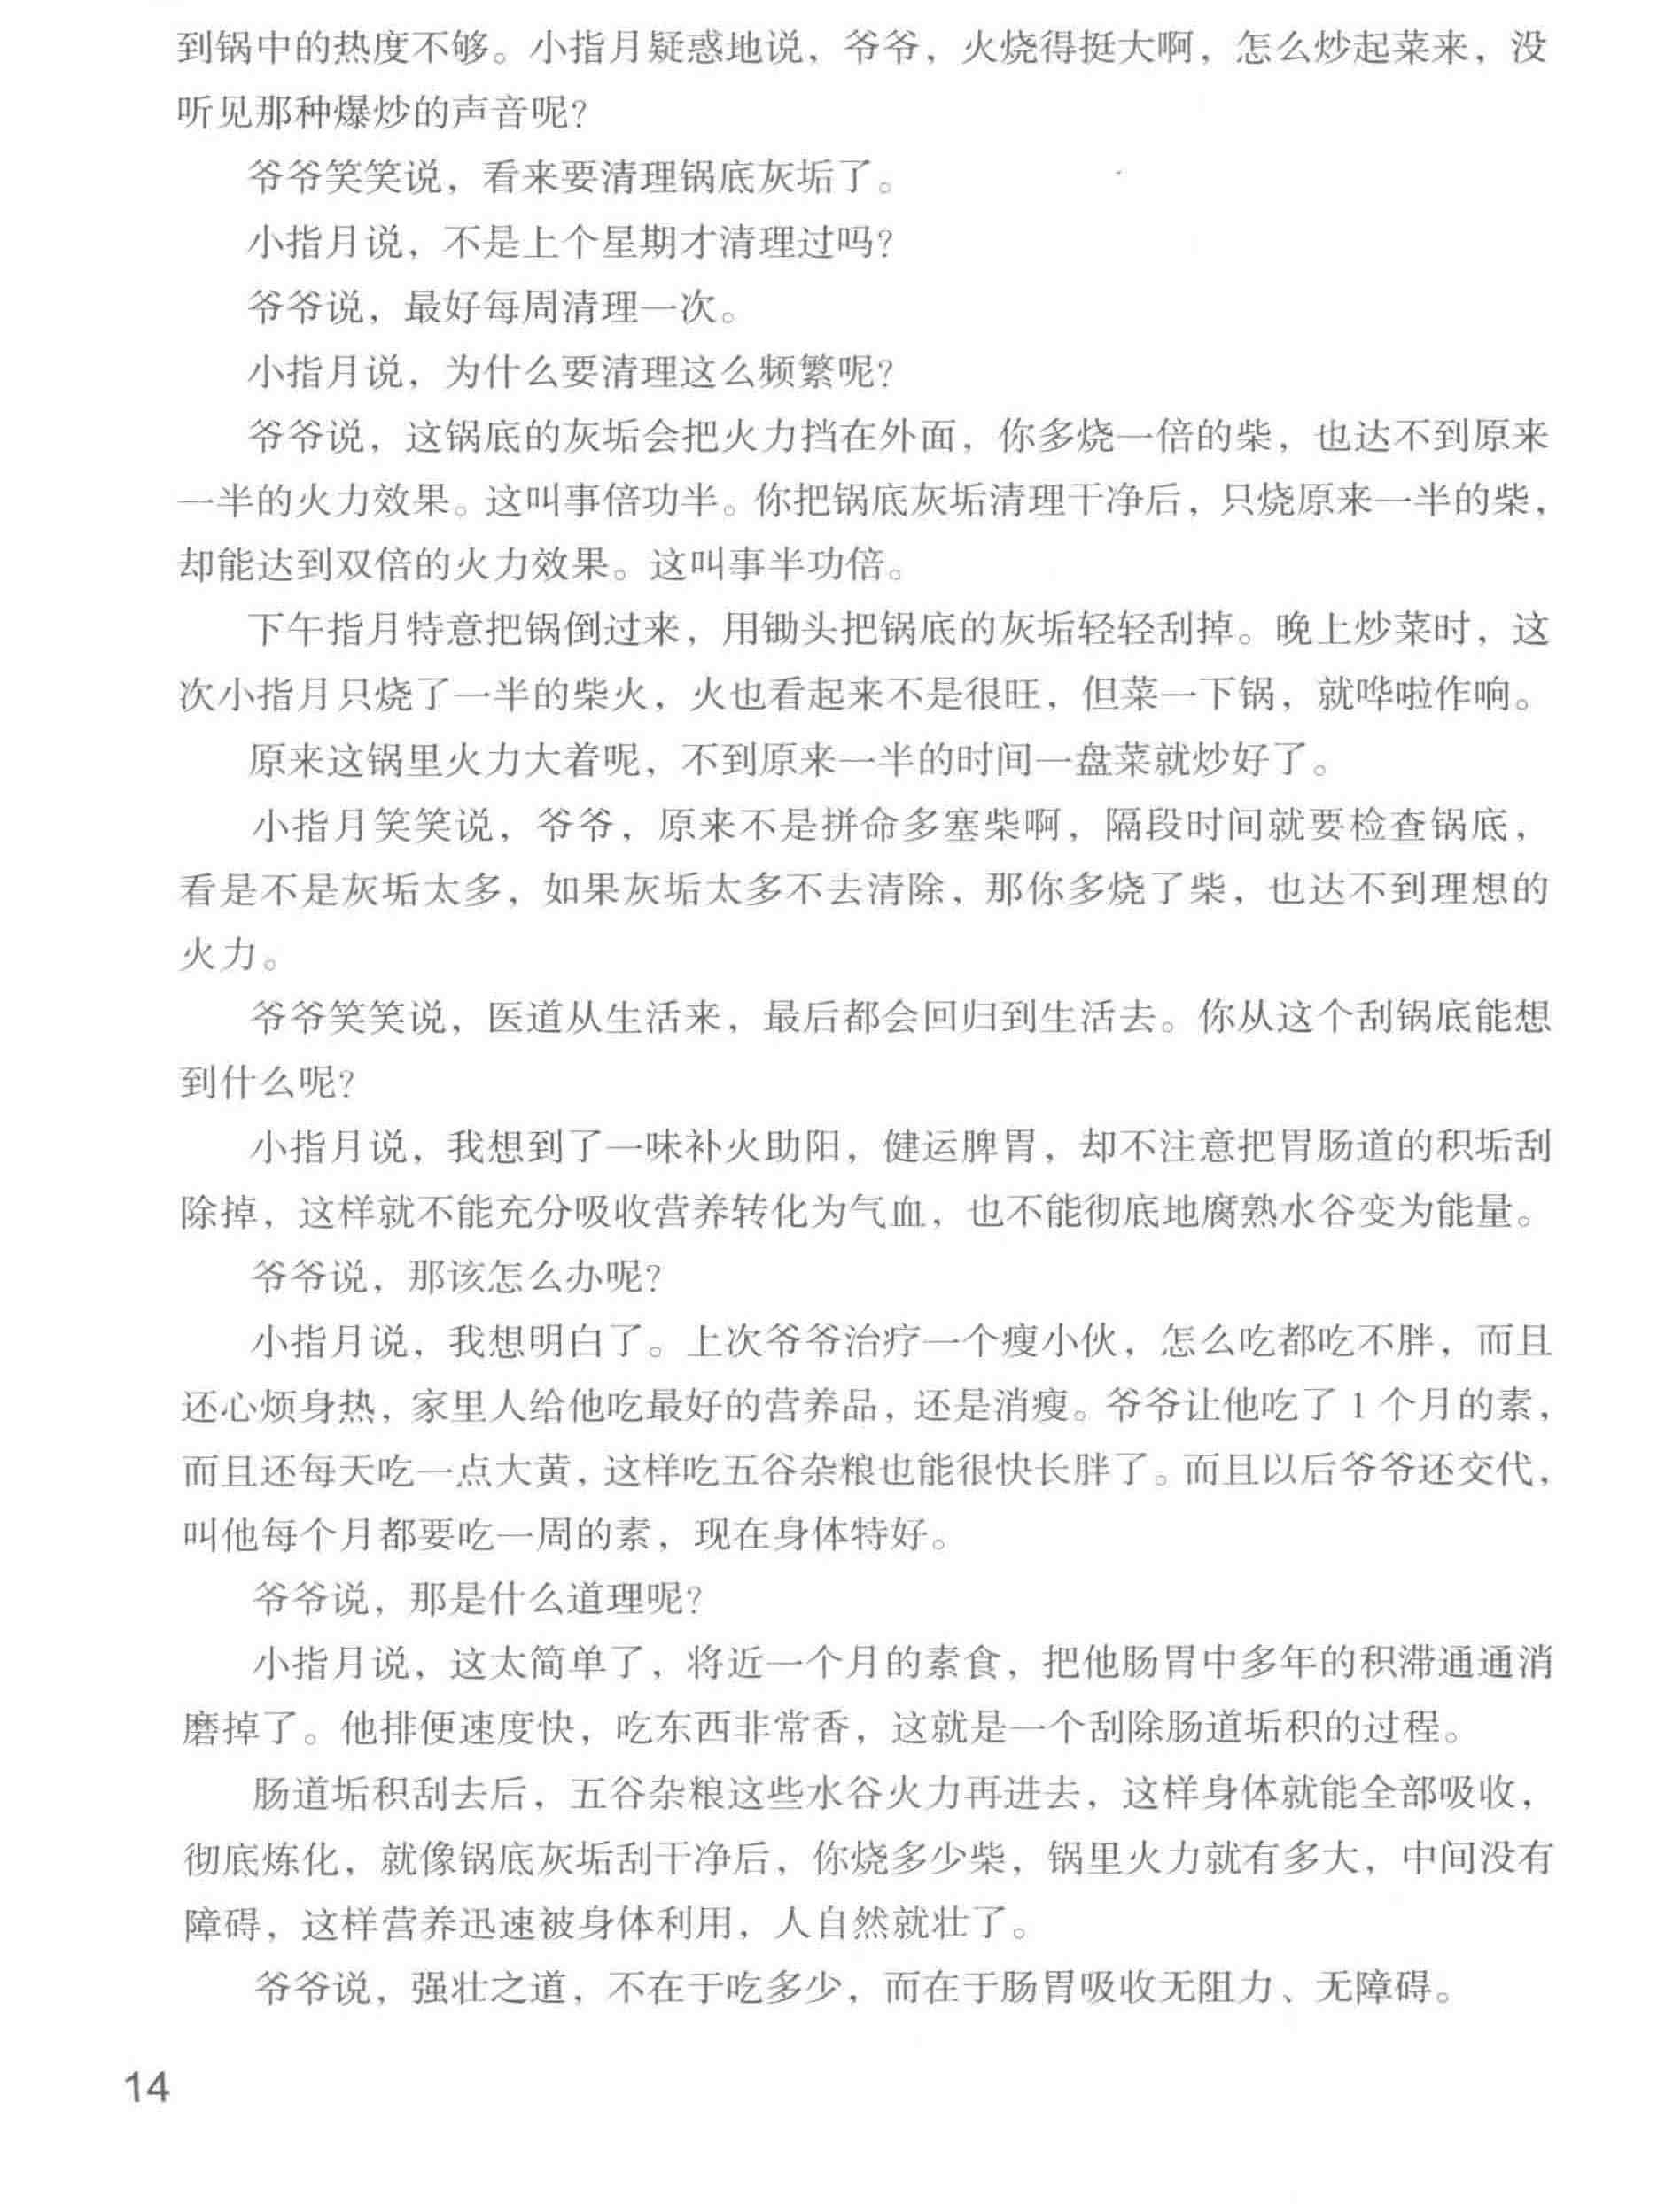 到锅中的热度不够。小指月疑惑地说，爷爷，火烧得挺大啊，怎么炒起菜来，没
听见那种爆炒的声音呢？
爷爷笑笑说，看来要清理锅底灰垢了。
小指月说，不是上个星期才清理过吗？
爷爷说，最好每周清理一次。
小指月说，为什么要清理这么频繁呢？
爷爷说，这锅底的灰垢会把火力挡在外面，你多烧一倍的柴，也达不到原来
一半的火力效果。这叫事倍功半。你把锅底灰垢清理干净后，只烧原来一半的柴，
却能达到双倍的火力效果。这叫事半功倍。
下午指月特意把锅倒过来，用锄头把锅底的灰垢轻轻刮掉。晚上炒菜时，这
次小指月只烧了一半的柴火，火也看起来不是很旺，但菜一下锅，就哗啦作响。
原来这锅里火力大着呢，不到原来一半的时间一盘菜就炒好了。
小指月笑笑说，爷爷，原来不是拼命多塞柴啊，隔段时间就要检查锅底，
看是不是灰垢太多，如果灰垢太多不去清除，那你多烧了柴，也达不到理想的
火力。
爷爷笑笑说，医道从生活来，最后都会回归到生活去。你从这个刮锅底能想
到什么呢？
小指月说，我想到了一味补火助阳，健运脾胃，却不注意把胃肠道的积垢刮
除掉，这样就不能充分吸收营养转化为气血，也不能彻底地腐熟水谷变为能量。
爷爷说，那该怎么办呢？
小指月说，我想明白了。上次爷爷治疗一个瘦小伙，怎么吃都吃不胖，而且
还心烦身热，家里人给他吃最好的营养品，还是消瘦。爷爷让他吃了 1 个月的素，
而且还每天吃一点大黄，这样吃五谷杂粮也能很快长胖了。而且以后爷爷还交代，
叫他每个月都要吃一周的素，现在身体特好。
爷爷说，那是什么道理呢？
小指月说，这太简单了，将近一个月的素食，把他肠胃中多年的积滞通通消
磨掉了。他排便速度快，吃东西非常香，这就是一个刮除肠道垢积的过程。
肠道垢积刮去后，五谷杂粮这些水谷火力再进去，这样身体就能全部吸收，
彻底炼化，就像锅底灰垢刮干净后，你烧多少柴，锅里火力就有多大，中间没有
障碍，这样营养迅速被身体利用，人自然就壮了。
爷爷说，强壮之道，不在于吃多少，而在于肠胃吸收无阻力、无障碍。
14